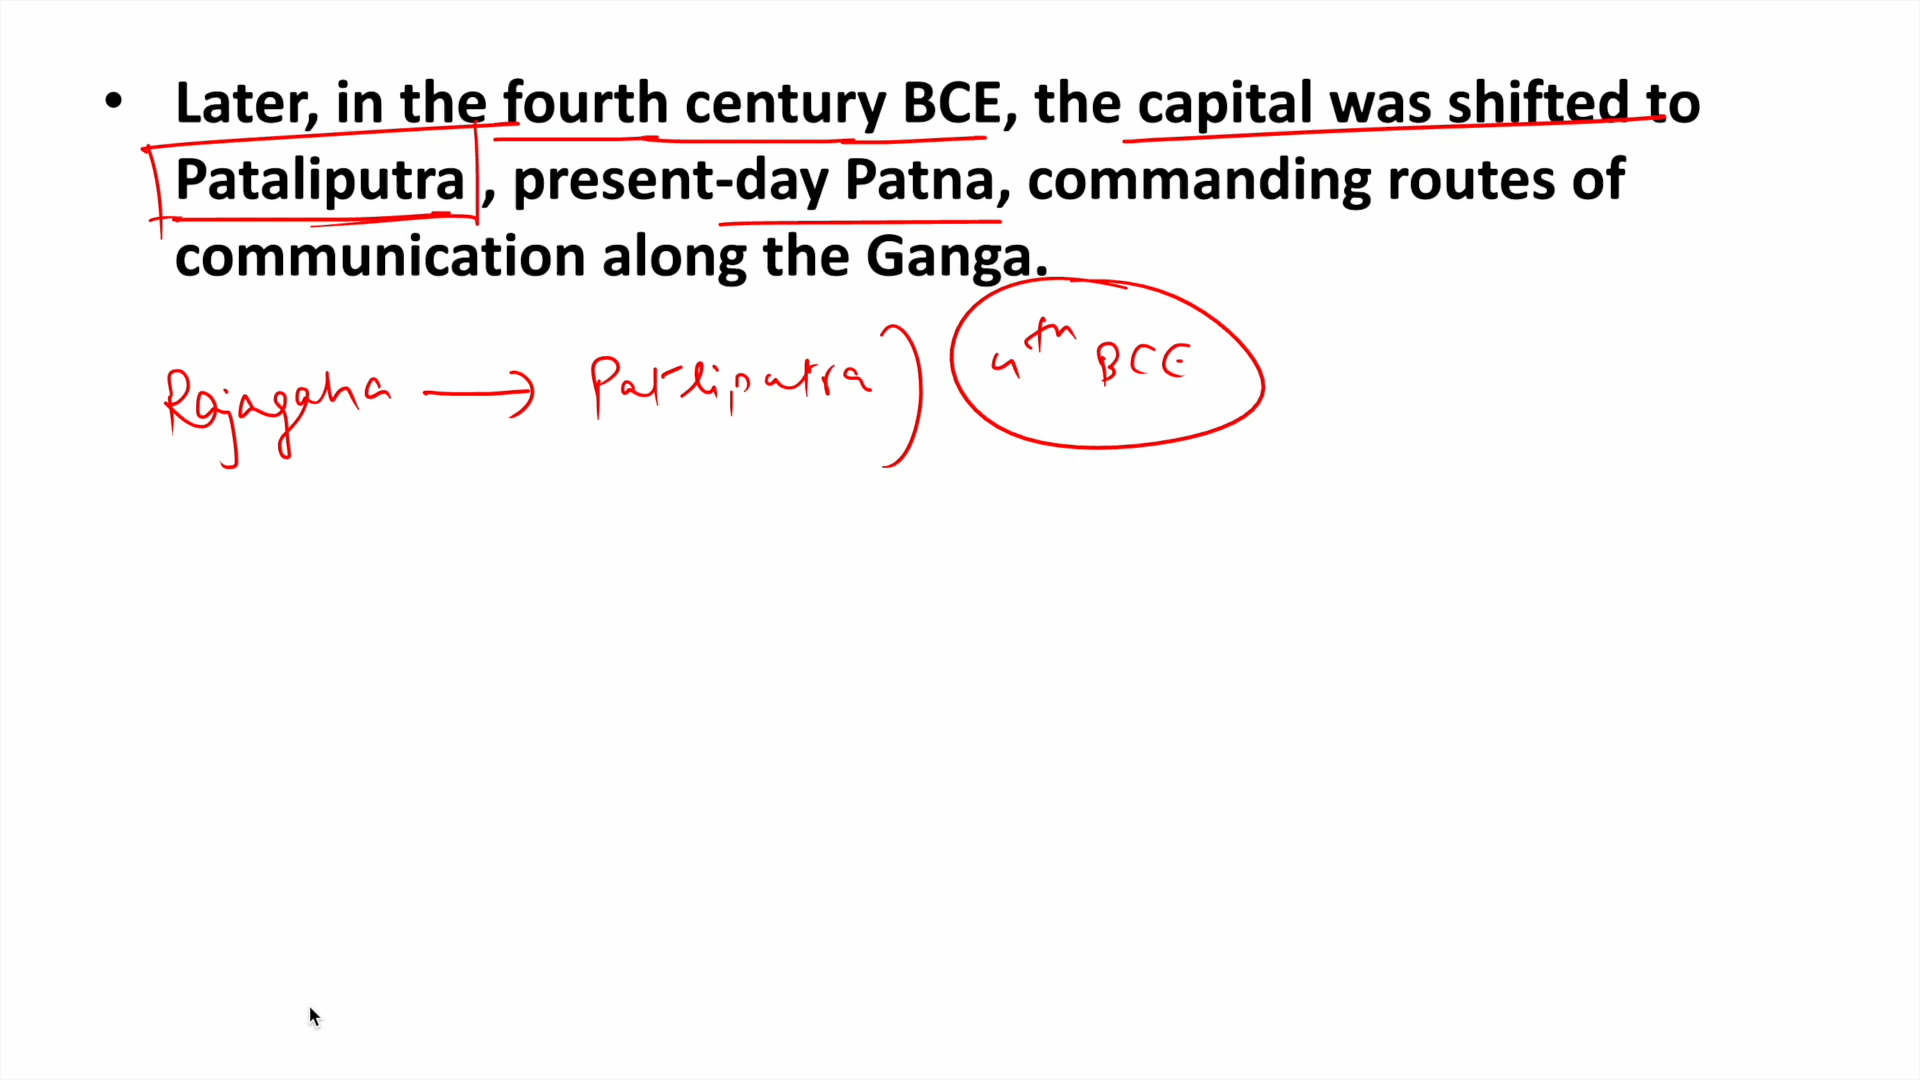 • Later, in the fourth century BCE, the capital was shifted to
Pataliputra , present-day Patna, commanding routes of
communication along the Ganga.
Rajagaha → Patliputra) 4th BCE